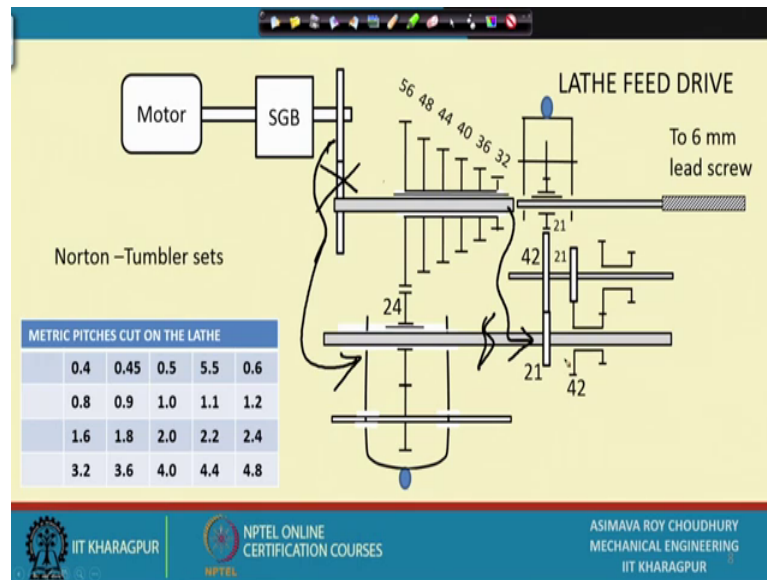 LATHE FEED DRIVE
Motor
SGB
56 48 44 40 36 32
To 6 mm
lead screw
21
42 21
Norton –Tumbler sets
24
21
42
METRIC PITCHES CUT ON THE LATHE
0.4 0.45 0.5 5.5 0.6
0.8 0.9 1.0 1.1 1.2
1.6 1.8 2.0 2.2 2.4
3.2 3.6 4.0 4.4 4.8
IIT KHARAGPUR
NPTEL
NPTEL ONLINE
CERTIFICATION COURSES
ASIMAVA ROY CHOUDHURY
MECHANICAL ENGINEERING
IIT KHARAGPUR